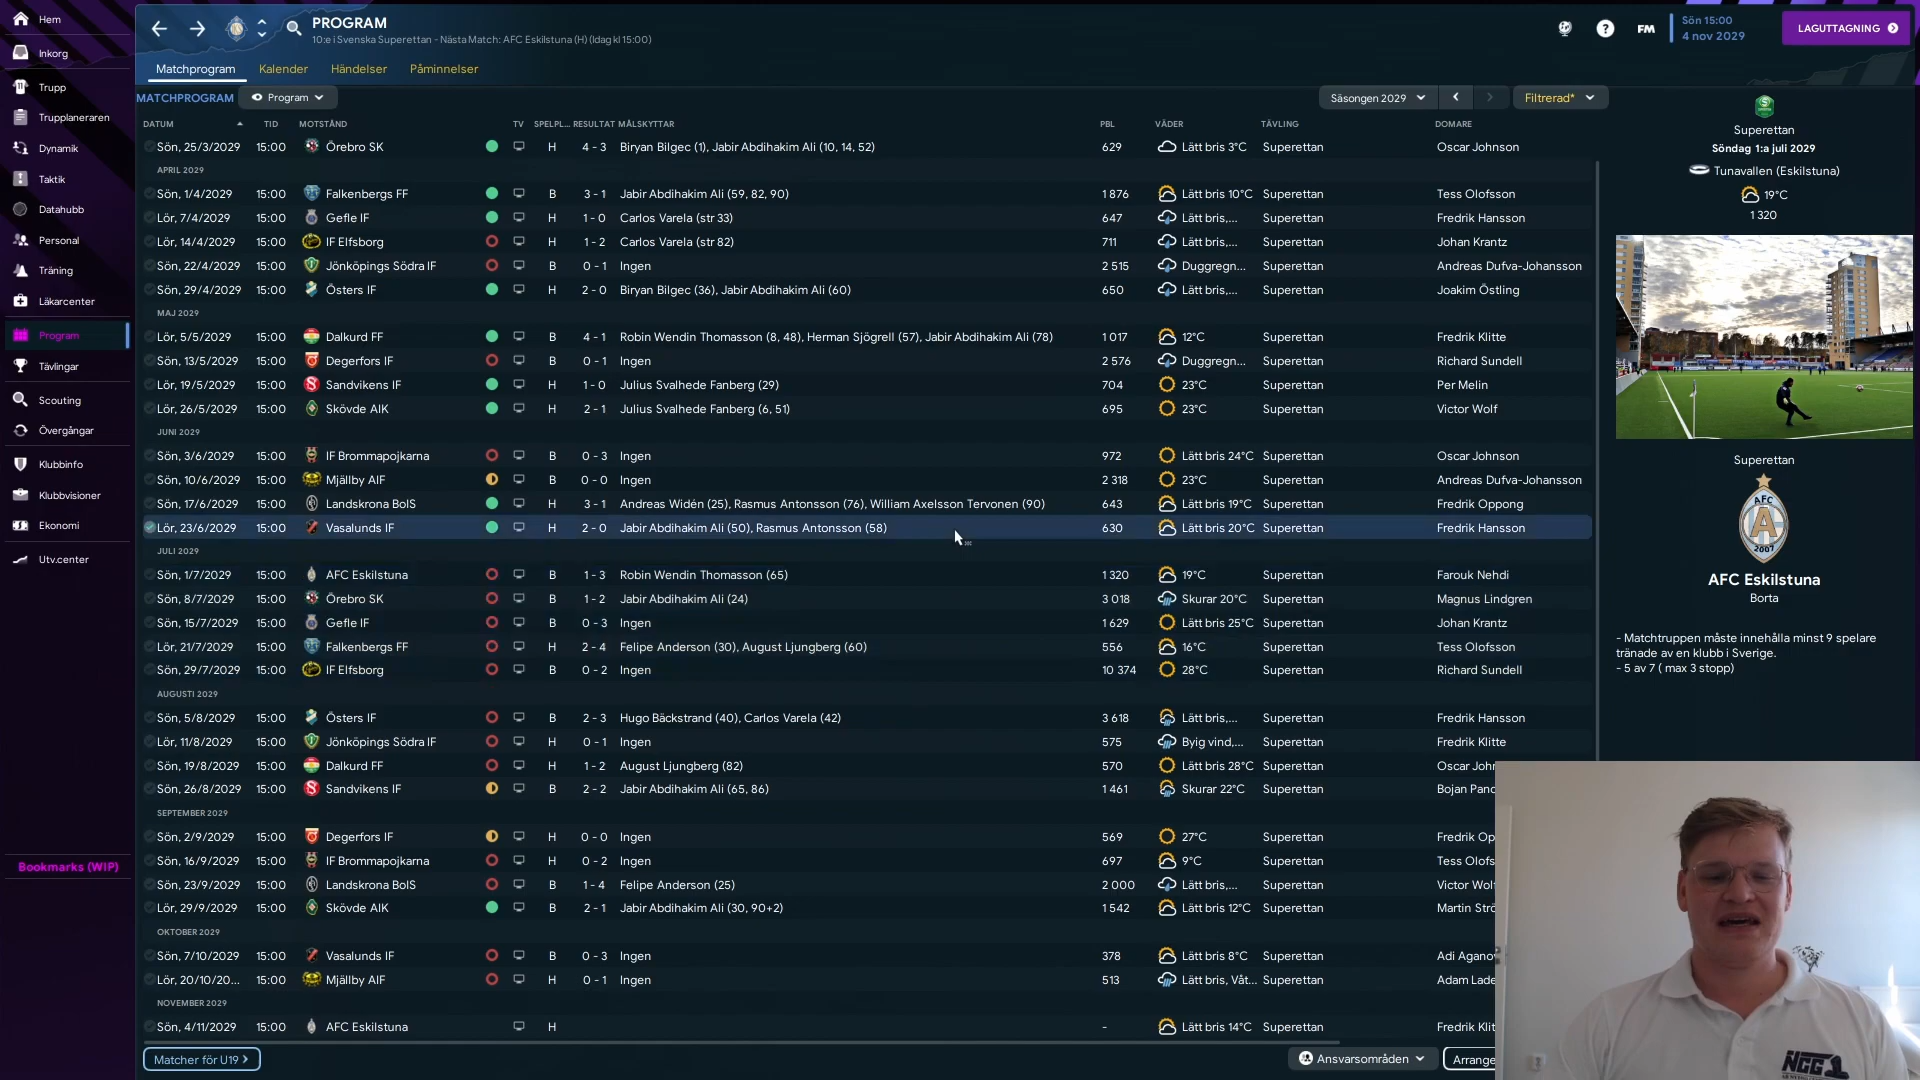 Hem
Inkorg
Trupp
Trupplaneraren
Dynamik
Taktik
Datahubb
Personal
Träning
Läkarcenter
Program
Tävlingar
Scouting
Övergångar
Klubbinfo
Klubbvisioner
Ekonomi
Utv.center
Bookmarks (WIP)
PROGRAM
10:e i Svenska Superettan - Nästa Match: AFC Eskilstuna (H) (Idag kl 15:00)
FM
Sön 15:00
4 nov 2029
LAGUTTAGNING
Matchprogram Kalender Händelser Påminnelser
MATCHPROGRAM Program Säsongen 2029 Filtrerad*
DATUM TID MOTSTÅND TV SPELPL... RESULTAT MÅLSKYTTAR PBL VÄDER TÄVLING DOMARE
Sön, 25/3/2029 15:00 Örebro SK H 4 - 3 Biryan Bilgec (1), Jabir Abdihakim Ali (10, 14, 52) 629 Lätt bris 3°C Superettan Oscar Johnson
APRIL 2029
Sön, 1/4/2029 15:00 Falkenbergs FF B 3 - 1 Jabir Abdihakim Ali (59, 82, 90) 1 876 Lätt bris 10°C Superettan Tess Olofsson
Lör, 7/4/2029 15:00 Gefle IF H 1 - 0 Carlos Varela (str 33) 647 Lätt bris,... Superettan Fredrik Hansson
Lör, 14/4/2029 15:00 IF Elfsborg H 1 - 2 Carlos Varela (str 82) 711 Lätt bris,... Superettan Johan Krantz
Sön, 22/4/2029 15:00 Jönköpings Södra IF B 0 - 1 Ingen 2 515 Duggregn... Superettan Andreas Dufva-Johansson
Sön, 29/4/2029 15:00 Östers IF H 2 - 0 Biryan Bilgec (36), Jabir Abdihakim Ali (60) 650 Lätt bris,... Superettan Joakim Östling
MAJ 2029
Lör, 5/5/2029 15:00 Dalkurd FF B 4 - 1 Robin Wendin Thomasson (8, 48), Herman Sjögrell (57), Jabir Abdihakim Ali (78) 1 017 12°C Superettan Fredrik Klitte
Sön, 13/5/2029 15:00 Degerfors IF B 0 - 1 Ingen 2 576 Duggregn... Superettan Richard Sundell
Lör, 19/5/2029 15:00 Sandvikens IF H 1 - 0 Julius Svalhede Fanberg (29) 704 23°C Superettan Per Melin
Lör, 26/5/2029 15:00 Skövde AIK H 2 - 1 Julius Svalhede Fanberg (6, 51) 695 23°C Superettan Victor Wolf
JUNI 2029
Sön, 3/6/2029 15:00 IF Brommapojkarna B 0 - 3 Ingen 972 Lätt bris 24°C Superettan Oscar Johnson
Sön, 10/6/2029 15:00 Mjällby AIF B 0 - 0 Ingen 2 318 23°C Superettan Andreas Dufva-Johansson
Sön, 17/6/2029 15:00 Landskrona BoIS H 3 - 1 Andreas Widén (25), Rasmus Antonsson (76), William Axelsson Tervonen (90) 643 Lätt bris 19°C Superettan Fredrik Oppong
Lör, 23/6/2029 15:00 Vasalunds IF H 2 - 0 Jabir Abdihakim Ali (50), Rasmus Antonsson (58) 630 Lätt bris 20°C Superettan Fredrik Hansson
JULI 2029
Sön, 1/7/2029 15:00 AFC Eskilstuna B 1 - 3 Robin Wendin Thomasson (65) 1 320 19°C Superettan Farouk Nehdi
Sön, 8/7/2029 15:00 Örebro SK B 1 - 2 Jabir Abdihakim Ali (24) 3 018 Skurar 20°C Superettan Magnus Lindgren
Sön, 15/7/2029 15:00 Gefle IF B 0 - 3 Ingen 1 629 Lätt bris 25°C Superettan Johan Krantz
Lör, 21/7/2029 15:00 Falkenbergs FF H 2 - 4 Felipe Anderson (30), August Ljungberg (60) 556 16°C Superettan Tess Olofsson
Sön, 29/7/2029 15:00 IF Elfsborg B 0 - 2 Ingen 10 374 28°C Superettan Richard Sundell
AUGUSTI 2029
Sön, 5/8/2029 15:00 Östers IF B 2 - 3 Hugo Bäckstrand (40), Carlos Varela (42) 3 618 Lätt bris,... Superettan Fredrik Hansson
Lör, 11/8/2029 15:00 Jönköpings Södra IF H 0 - 1 Ingen 575 Byig vind,... Superettan Fredrik Klitte
Sön, 19/8/2029 15:00 Dalkurd FF H 1 - 2 August Ljungberg (82) 570 Lätt bris 28°C Superettan Oscar Johr
Sön, 26/8/2029 15:00 Sandvikens IF B 2 - 2 Jabir Abdihakim Ali (65, 86) 1 461 Skurar 22°C Superettan Bojan Panc
SEPTEMBER 2029
Sön, 2/9/2029 15:00 Degerfors IF H 0 - 0 Ingen 569 27°C Superettan Fredrik Op
Sön, 16/9/2029 15:00 IF Brommapojkarna H 0 - 2 Ingen 697 9°C Superettan Tess Olofs
Sön, 23/9/2029 15:00 Landskrona BoIS B 1 - 4 Felipe Anderson (25) 2 000 Lätt bris,... Superettan Victor Wol
Lör, 29/9/2029 15:00 Skövde AIK B 2 - 1 Jabir Abdihakim Ali (30, 90+2) 1 542 Lätt bris 12°C Superettan Martin Strö
OKTOBER 2029
Sön, 7/10/2029 15:00 Vasalunds IF B 0 - 3 Ingen 378 Lätt bris 8°C Superettan Adi Agano
Lör, 20/10/20... 15:00 Mjällby AIF H 0 - 1 Ingen 513 Lätt bris, Våt... Superettan Adam Lade
NOVEMBER 2029
Sön, 4/11/2029 15:00 AFC Eskilstuna H - Lätt bris 14°C Superettan Fredrik Klit
Matcher för U19 Ansvarsområden Arrange
Superettan
Söndag 1:a juli 2029
Tunavallen (Eskilstuna)
19°C
1 320
Superettan
AFC
A
2007
AFC Eskilstuna
Borta
- Matchtruppen måste innehålla minst 9 spelare
tränade av en klubb i Sverige.
- 5 av 7 ( max 3 stopp)
NGG